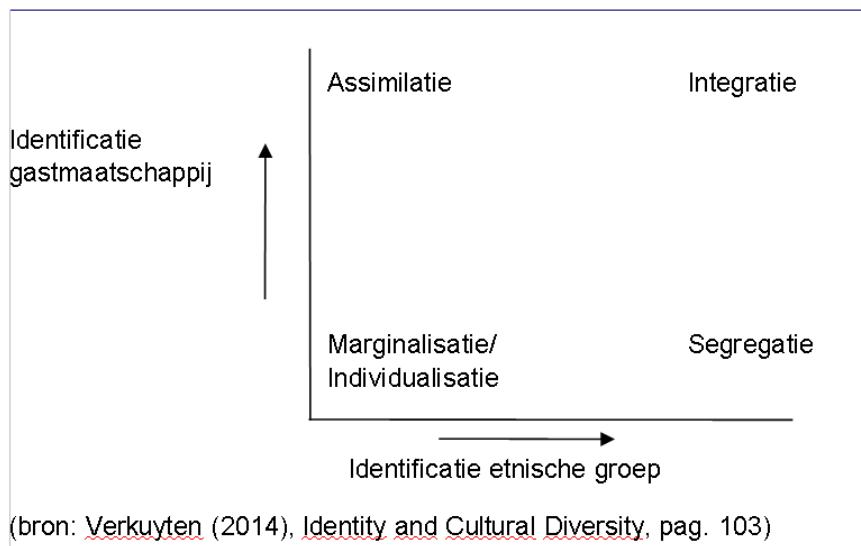 Assimilatie
Integratie
Identificatie
gastmaatschappij
Marginalisatie/
Individualisatie
Segregatie
Identificatie etnische groep
(bron: Verkuyten (2014), Identity and Cultural Diversity, pag. 103)